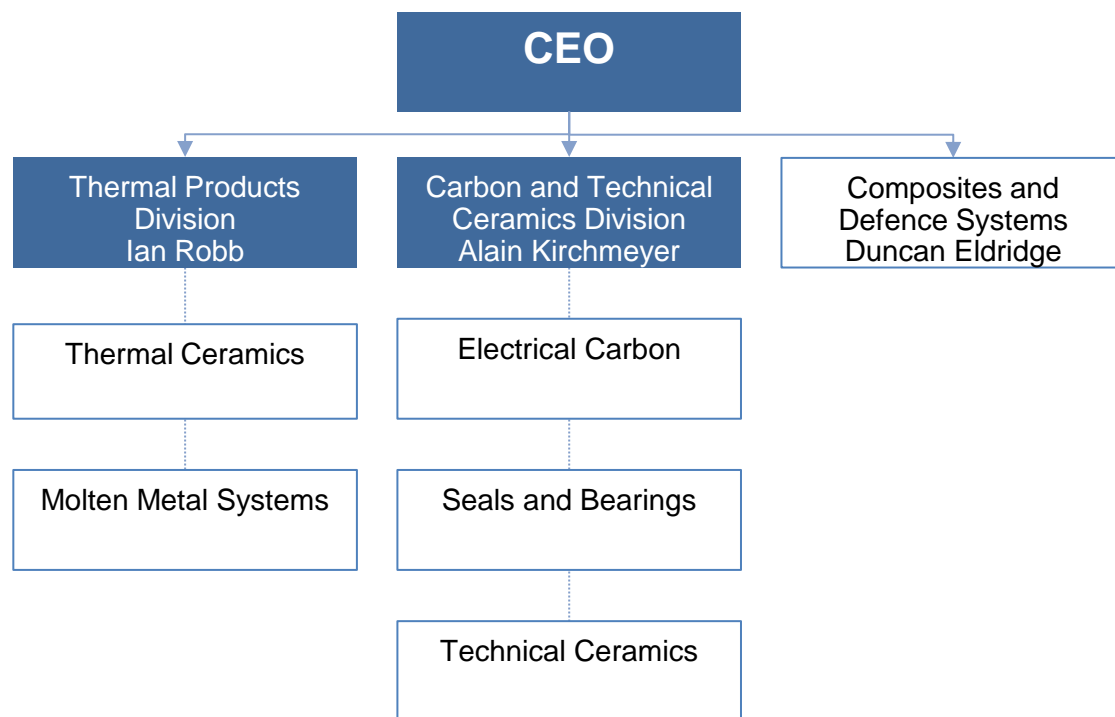 CEO
Thermal Products
Division
Ian Robb
Carbon and Technical
Ceramics Division
Alain Kirchmeyer
Composites and
Defence Systems
Duncan Eldridge
Thermal Ceramics
Electrical Carbon
Molten Metal Systems
Seals and Bearings
Technical Ceramics